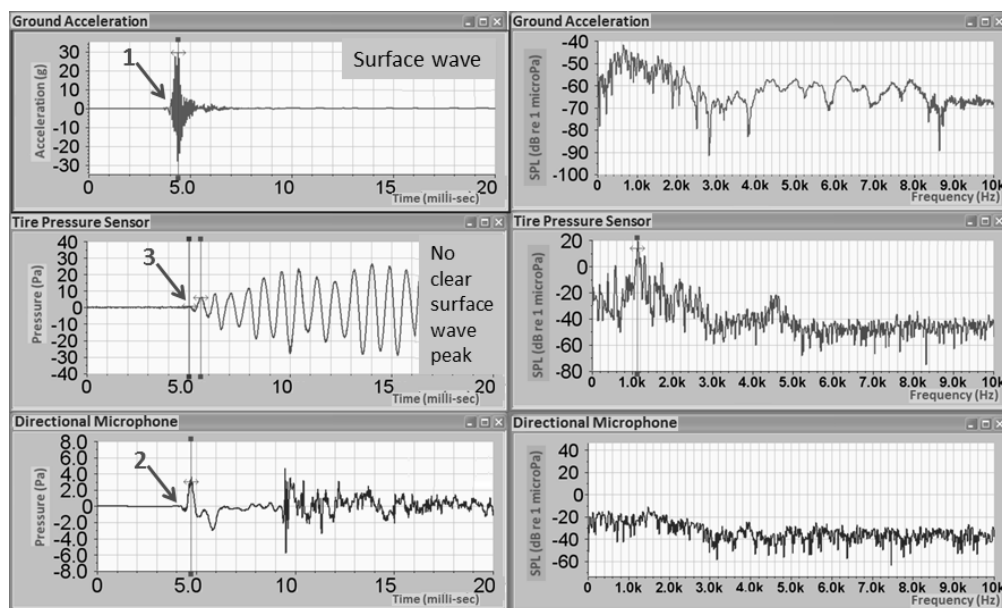 Ground Acceleration
Acceleration (g)
30
20
10
0
-10
-20
-30
1
Surface wave
0 5.0 10 15 20
Time (milli-sec)
Ground Acceleration
SPL (dB re 1 microPa)
-40
-50
-60
-70
-80
-90
-100
0 1.0k 2.0k 3.0k 4.0k 5.0k 6.0k 7.0k 8.0k 9.0k 10k
Frequency (Hz)
Tire Pressure Sensor
Pressure (Pa)
40
30
20
10
0
-10
-20
-30
-40
3
No
clear
surface
wave
peak
0 5.0 10 15 20
Time (milli-sec)
Tire Pressure Sensor
SPL (dB re 1 microPa)
20
0
-20
-40
-60
-80
0 1.0k 2.0k 3.0k 4.0k 5.0k 6.0k 7.0k 8.0k 9.0k 10k
Frequency (Hz)
Directional Microphone
Pressure (Pa)
8.0
6.0
4.0
2.0
0
-2.0
-4.0
-6.0
-8.0
2
0 5.0 10 15 20
Time (milli-sec)
Directional Microphone
SPL (dB re 1 microPa)
40
20
0
-20
-40
-60
0 1.0k 2.0k 3.0k 4.0k 5.0k 6.0k 7.0k 8.0k 9.0k 10k
Frequency (Hz)